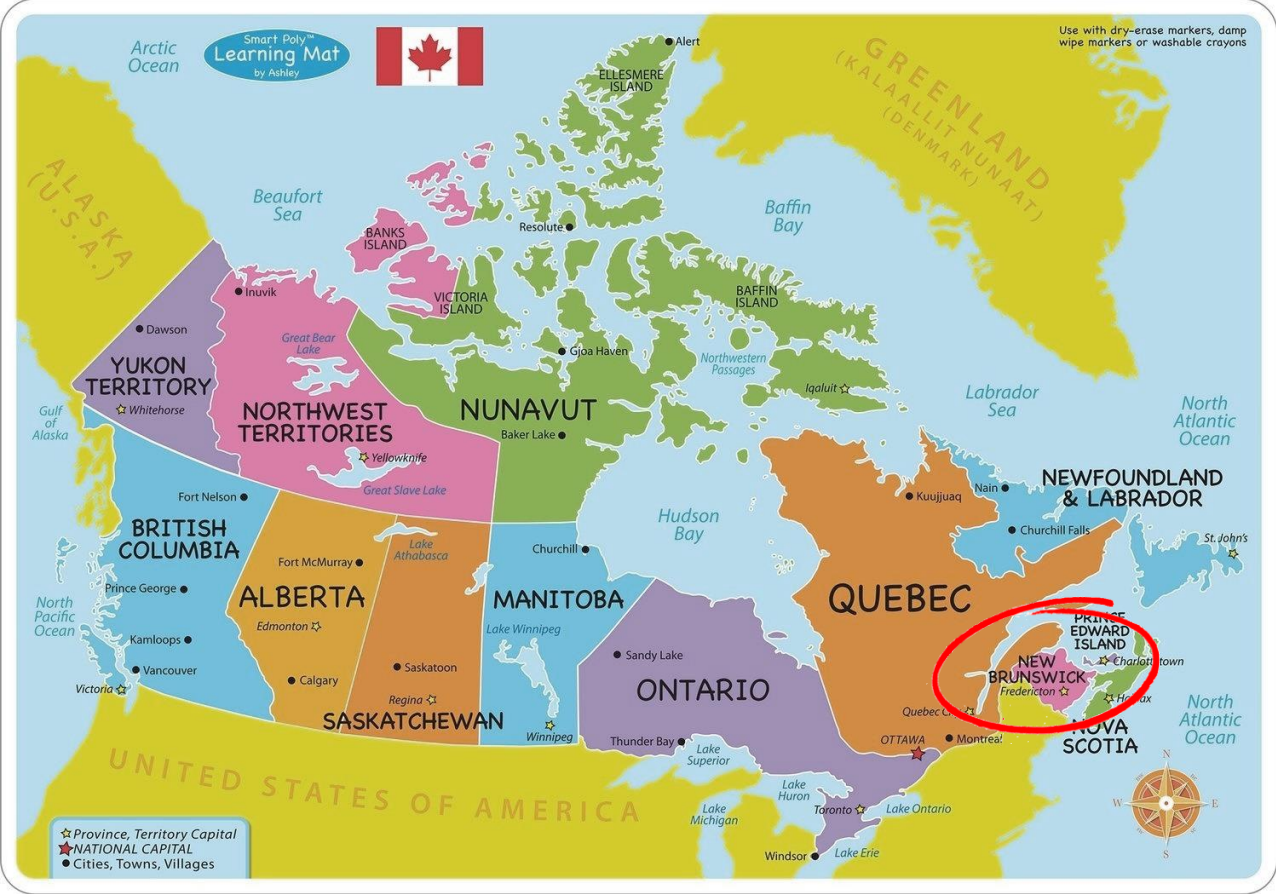 Smart Poly™
Learning Mat
by Ashley
Use with dry-erase markers, damp
wipe markers or washable crayons
Arctic
Ocean
Alert
ELLESMERE
ISLAND
GREENLAND
(KALAALLIT NUNAAT)
(DENMARK)
ALASKA
(U.S.A.)
Beaufort
Sea
Baffin
Bay
BANKS
ISLAND
Resolute
VICTORIA
ISLAND
BAFFIN
ISLAND
Inuvik
Dawson
Great Bear
Lake
Gjoa Haven
Northwestern
Passages
YUKON
TERRITORY
Whitehorse
Iqaluit
Labrador
Sea
Gulf
of
Alaska
NORTHWEST
TERRITORIES
NUNAVUT
Baker Lake
North
Atlantic
Ocean
Yellowknife
Great Slave Lake
Fort Nelson
Kuujjuaq
Nain
NEWFOUNDLAND
& LABRADOR
BRITISH
COLUMBIA
Lake
Athabasca
Churchill
Hudson
Bay
Churchill Falls
St. John's
Fort McMurray
Prince George
ALBERTA
MANITOBA
QUEBEC
North
Pacific
Ocean
Edmonton
Lake Winnipeg
PRINCE
EDWARD
ISLAND
Kamloops
Vancouver
Victoria
Calgary
Saskatoon
Regina
SASKATCHEWAN
Winnipeg
Sandy Lake
ONTARIO
NEW
BRUNSWICK
Fredericton
Charlottetown
Halifax
Quebec City
NOVA
SCOTIA
North
Atlantic
Ocean
Thunder Bay
Lake
Superior
OTTAWA
Montreal
UNITED STATES OF AMERICA
Lake
Huron
Lake
Michigan
Toronto
Lake Ontario
Windsor
Lake Erie
N
W
E
S
Province, Territory Capital
NATIONAL CAPITAL
Cities, Towns, Villages